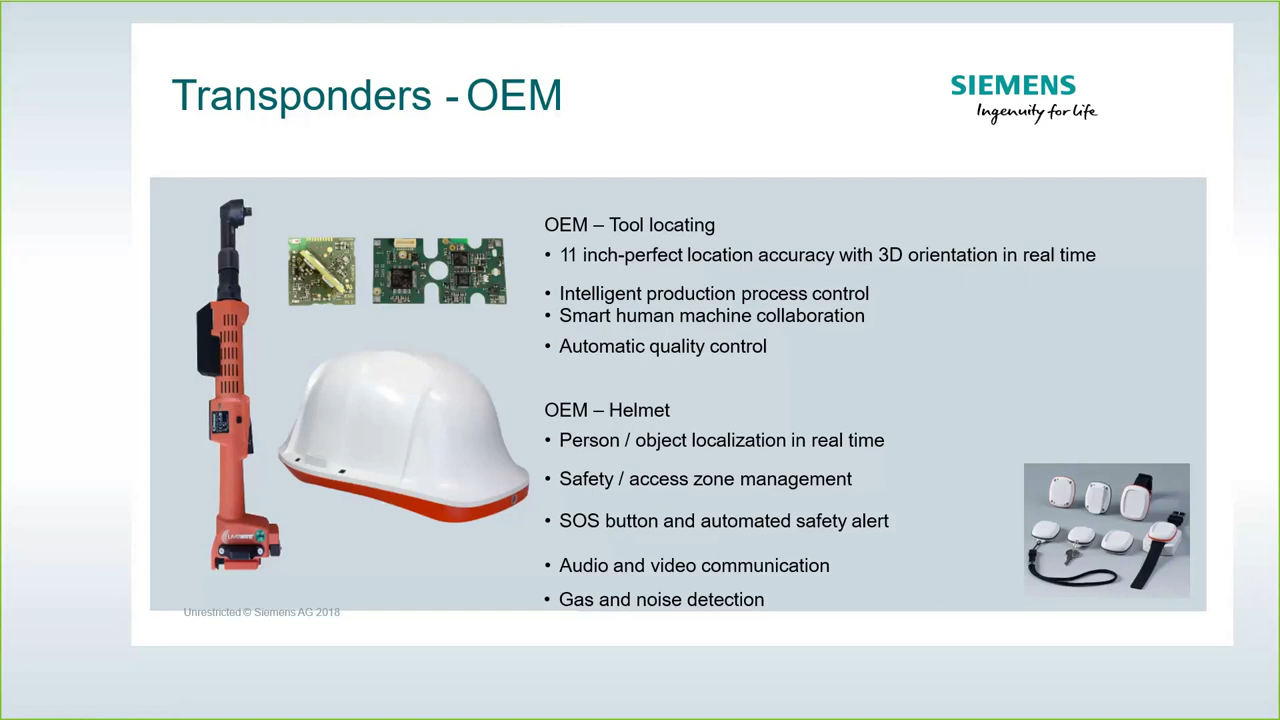 Transponders - OEM
SIEMENS
Ingenuity for life
OEM – Tool locating
• 11 inch-perfect location accuracy with 3D orientation in real time
• Intelligent production process control
• Smart human machine collaboration
• Automatic quality control
OEM – Helmet
• Person / object localization in real time
• Safety / access zone management
• SOS button and automated safety alert
• Audio and video communication
• Gas and noise detection
Unrestricted © Siemens AG 2018